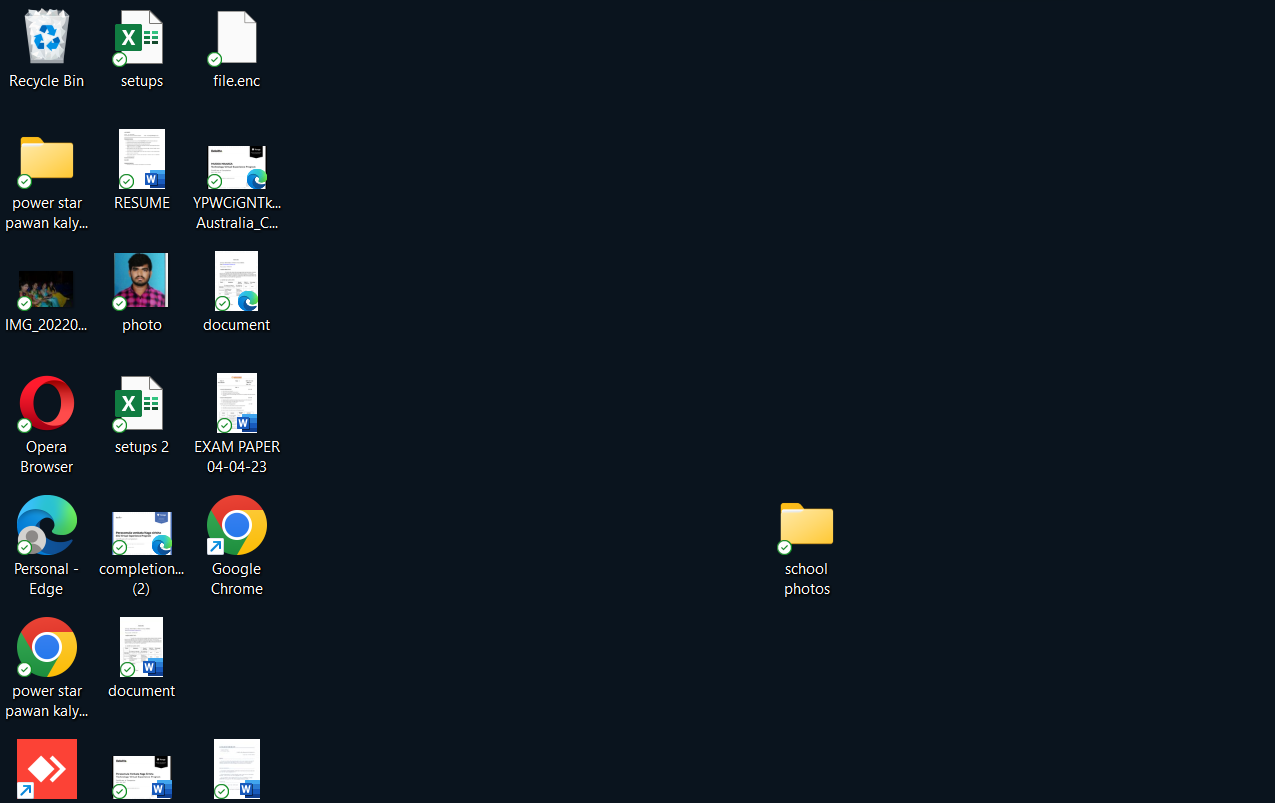 Recycle Bin
setups
file.enc
power star
pawan kaly...
RESUME
YPWCiGNTk...
Australia_C...
IMG_20220...
photo
document
Opera
Browser
setups 2
EXAM PAPER
04-04-23
Personal -
Edge
completion...
(2)
Google
Chrome
school
photos
power star
pawan kaly...
document